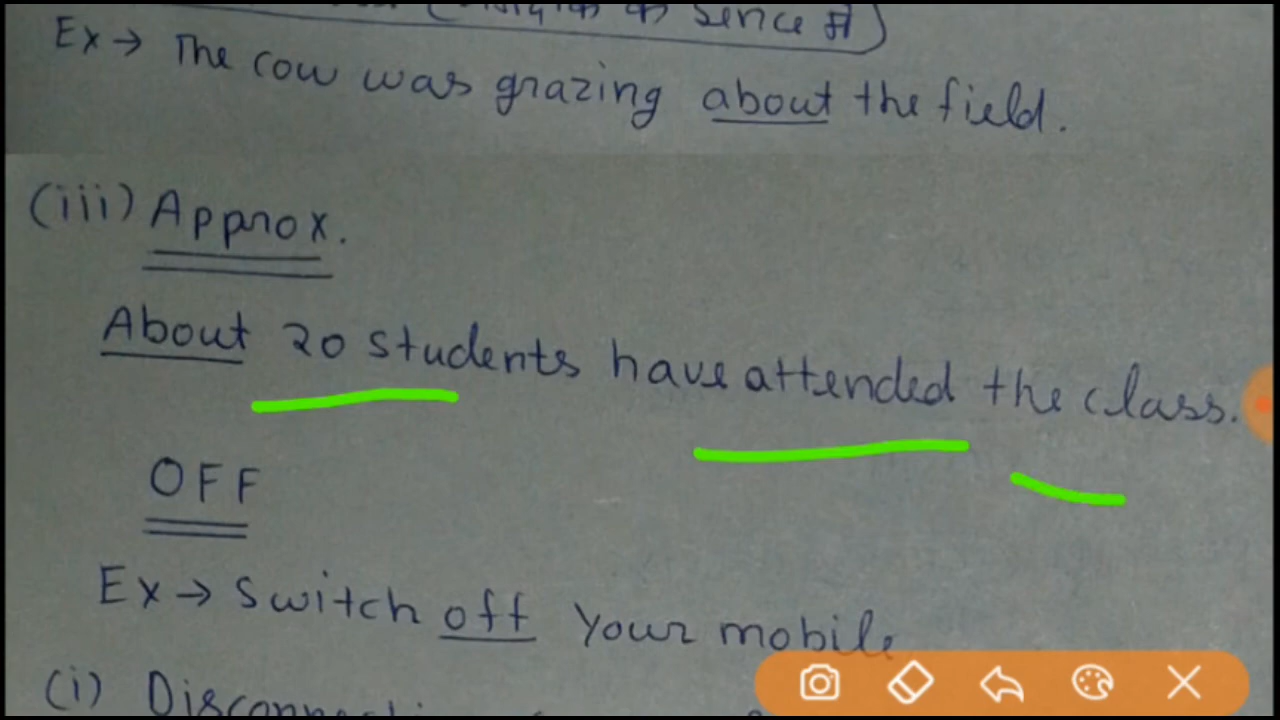 Sence में)
Ex → The cow was grazing about the field.
(iii) Approx.
About 20 students have attended the class.
OFF
Ex → Switch off Your mobile
(i)